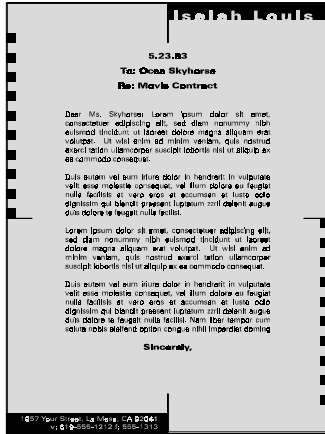 Isaiah Louis
5.23.R3
To: Ocea Skyhorse
Re: Movie Contract
Dear Ms. Skyhorse: Lorem ipsum dolor sit amet,
consectetuer adipiscing elit, sed diam nonummy nibh
euismod tincidunt ut laoreet dolore magna aliquam erat
volutpat. Ut wisi enim ad minim veniam, quis nostrud
exerci tation ullamcorper suscipit lobortis nisl ut aliquip ex
ea commodo consequat.
Duis autem vel eum iriure dolor in hendrerit in vulputate
velit esse molestie consequat, vel illum dolore eu feugiat
nulla facilisis at vero eros et accumsan et iusto odio
dignissim qui blandit praesent luptatum zzril delenit augue
duis dolore te feugait nulla facilisi.
Lorem ipsum dolor sit amet, consectetuer adipiscing elit,
sed diam nonummy nibh euismod tincidunt ut laoreet
dolore magna aliquam erat volutpat. Ut wisi enim ad
minim veniam, quis nostrud exerci tation ullamcorper
suscipit lobortis nisl ut aliquip ex ea commodo consequat.
Duis autem vel eum iriure dolor in hendrerit in vulputate
velit esse molestie consequat, vel illum dolore eu feugiat
nulla facilisis at vero eros et accumsan et iusto odio
dignissim qui blandit praesent luptatum zzril delenit augue
duis dolore te feugait nulla facilisi. Nam liber tempor cum
soluta nobis eleifend option congue nihil imperdiet doming
Sincerely,
1657 Your Street, La Mesa, CA 92061
v: 619-555-1212 f: 555-1313